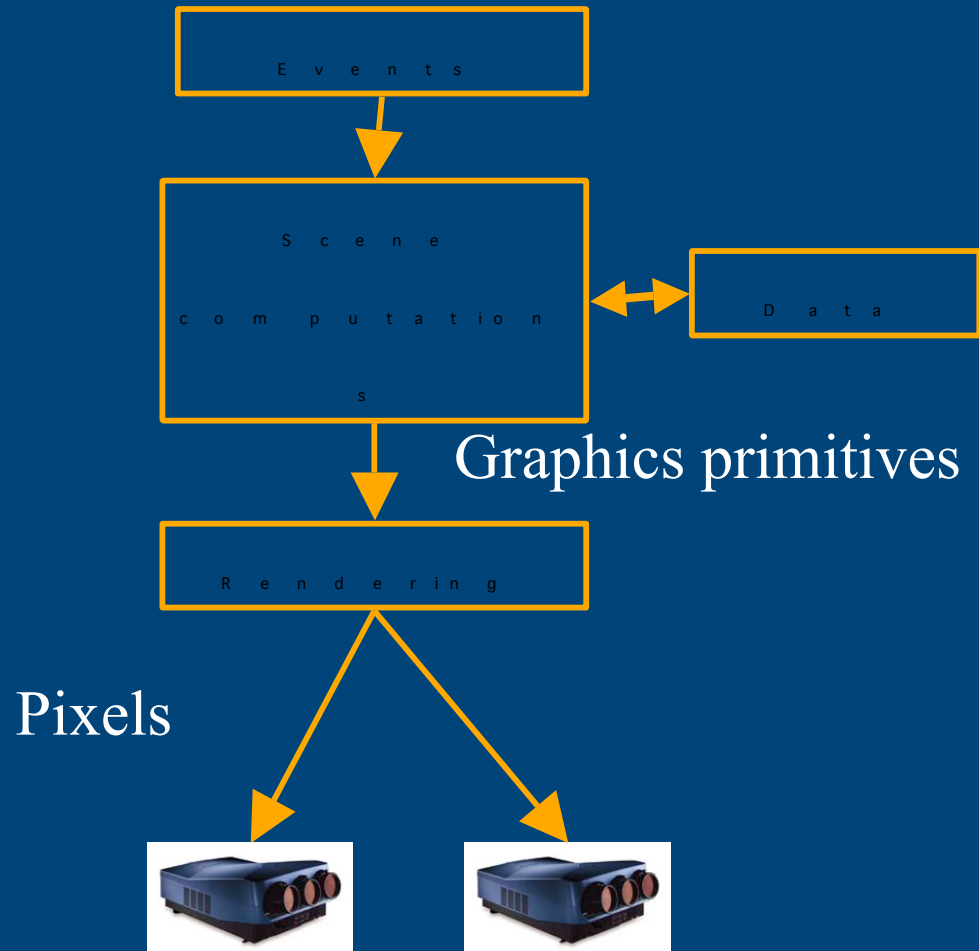 Events
Scene
computation
s
Data
Graphics primitives
Rendering
Pixels